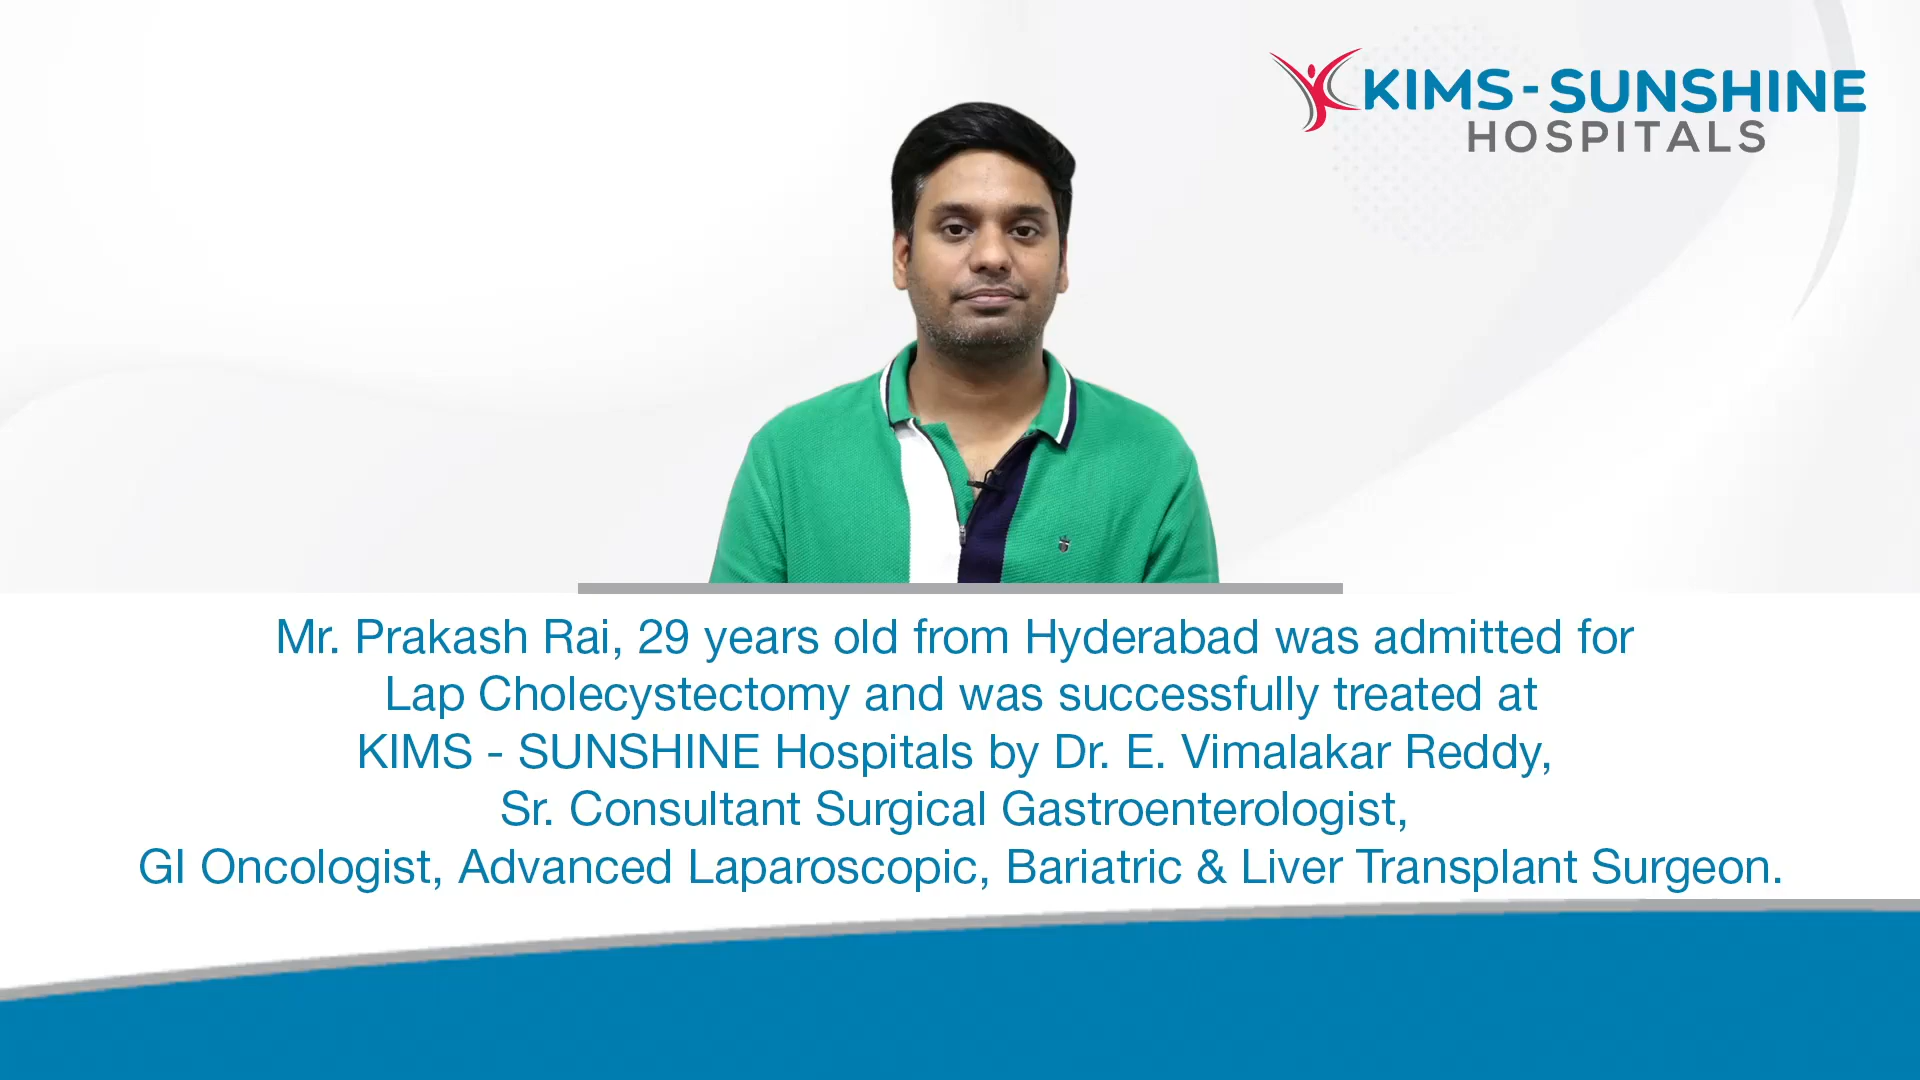 KIMS - SUNSHINE
HOSPITALS
Mr. Prakash Rai, 29 years old from Hyderabad was admitted for
Lap Cholecystectomy and was successfully treated at
KIMS - SUNSHINE Hospitals by Dr. E. Vimalakar Reddy,
Sr. Consultant Surgical Gastroenterologist,
GI Oncologist, Advanced Laparoscopic, Bariatric & Liver Transplant Surgeon.